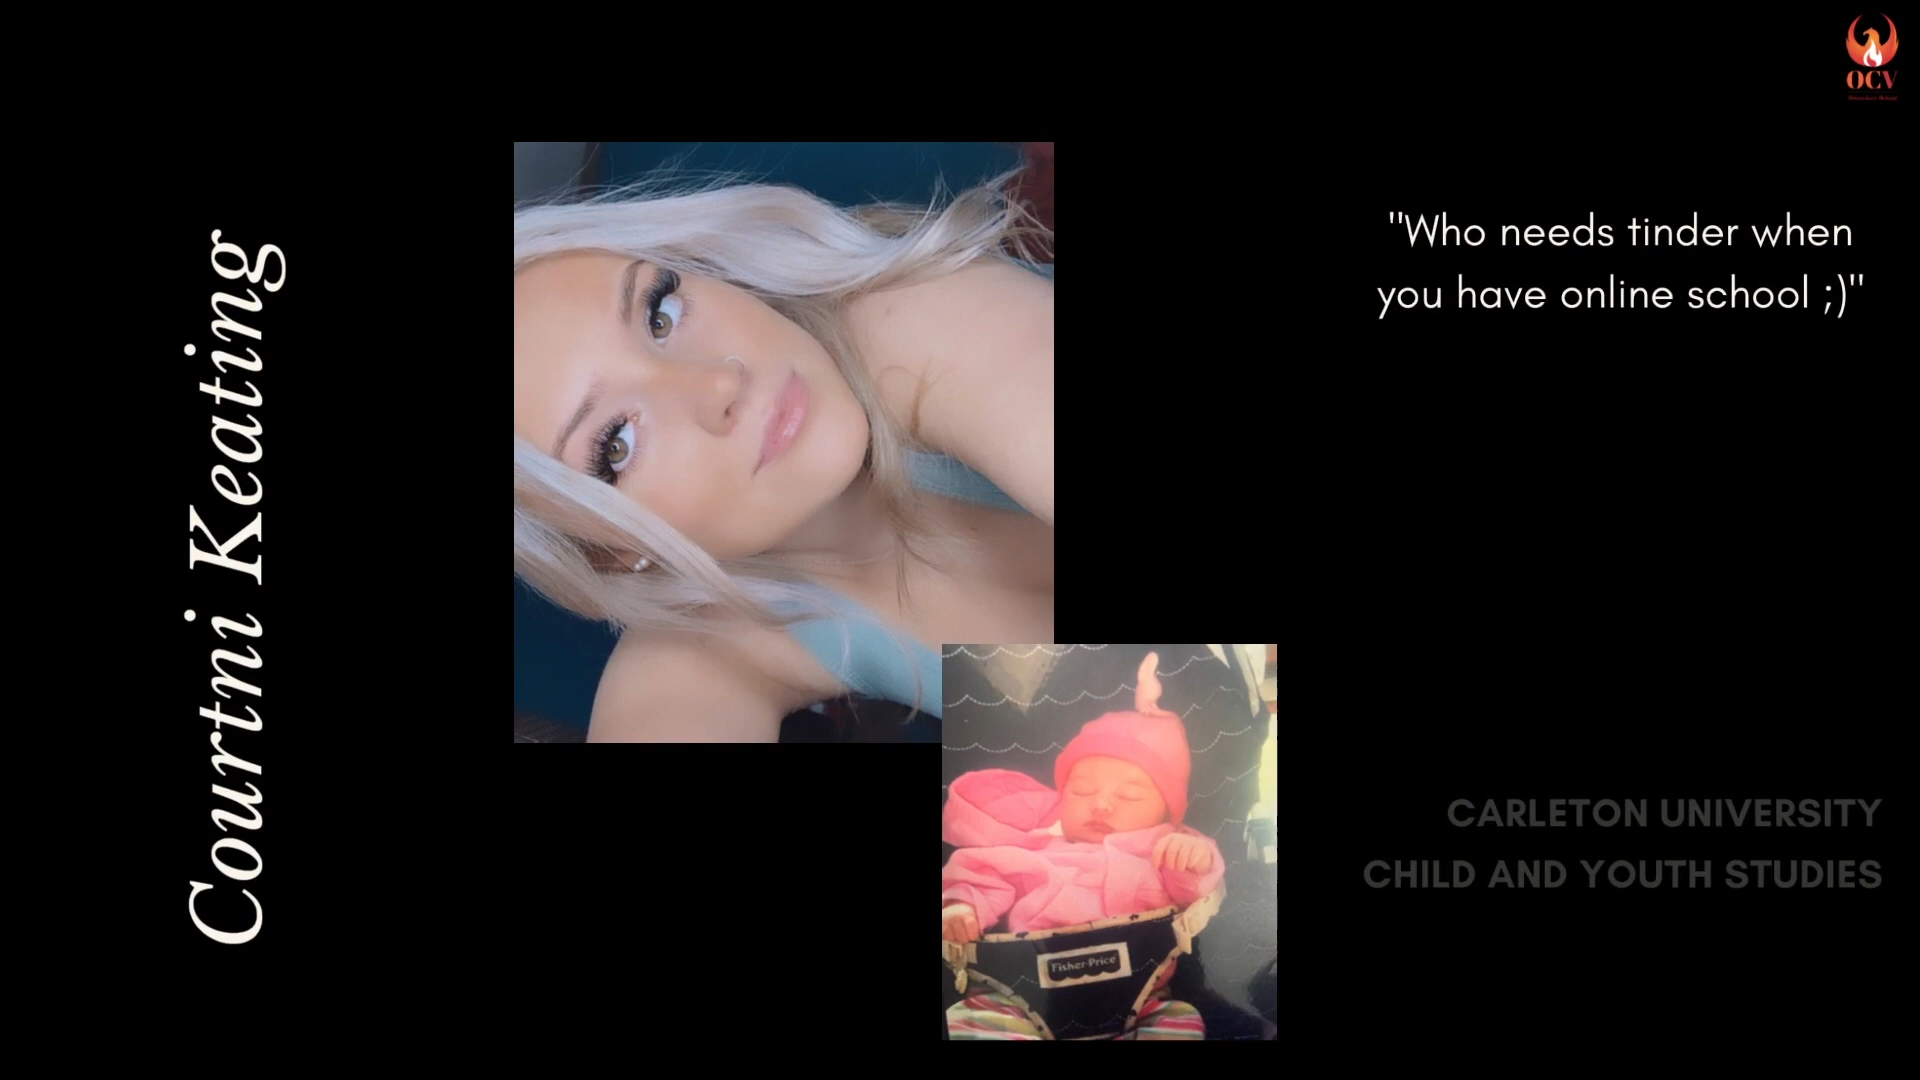 Courtni Keating
OCV
"Who needs tinder when
you have online school ;)"
Fisher-Price
CARLETON UNIVERSITY
CHILD AND YOUTH STUDIES